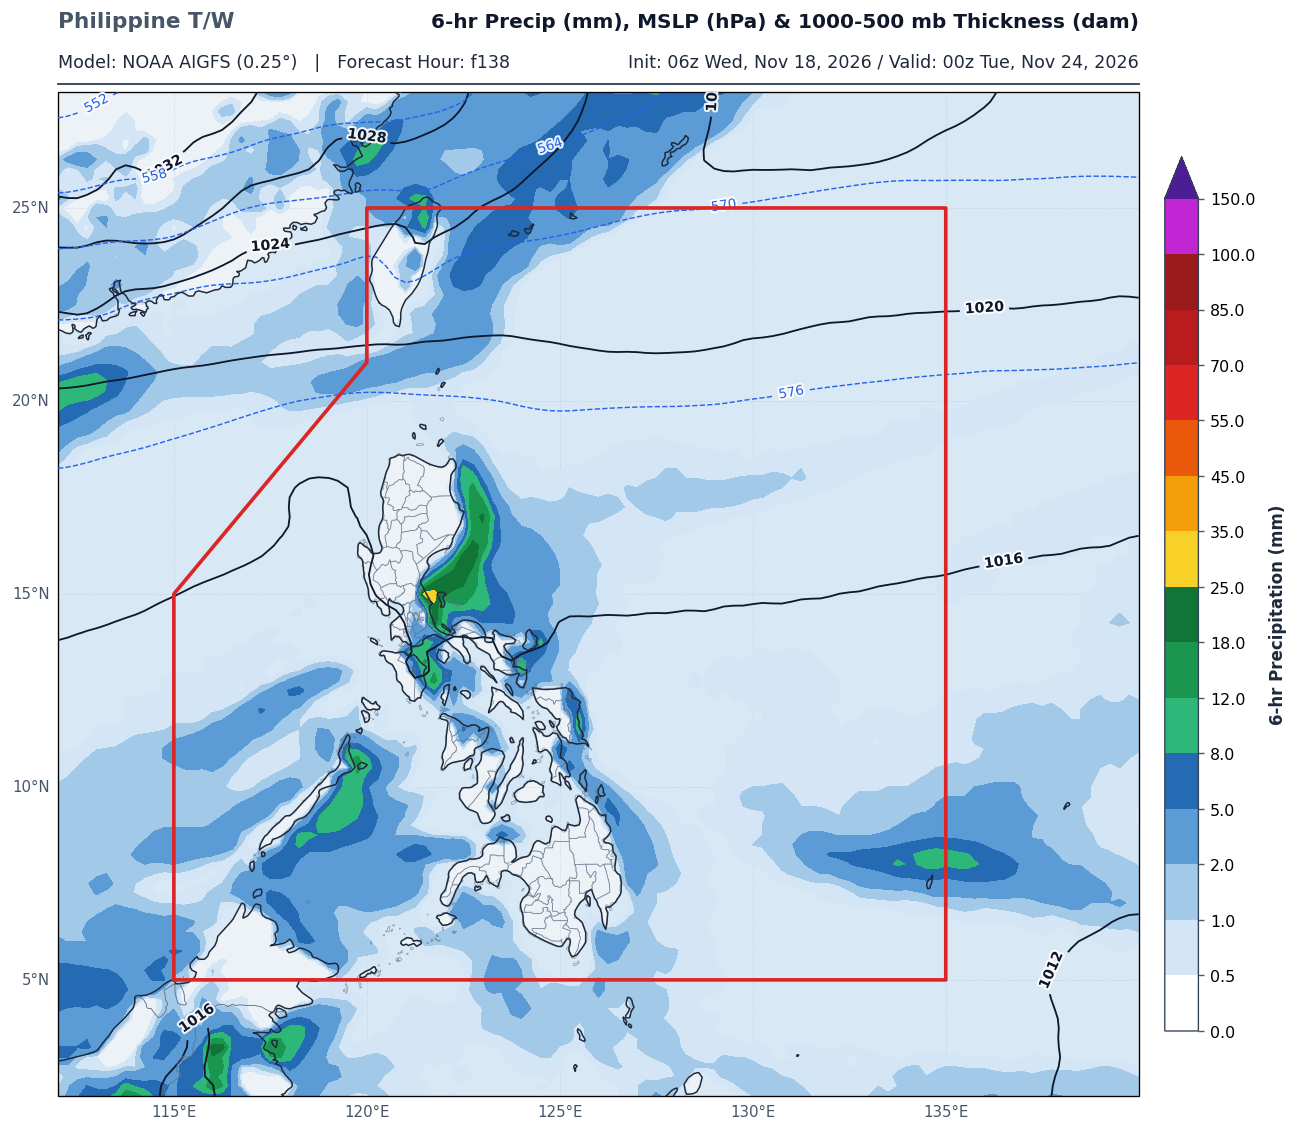 Philippine T/W
6-hr Precip (mm), MSLP (hPa) & 1000-500 mb Thickness (dam)
Model: NOAA AIGFS (0.25°) | Forecast Hour: f138
Init: 06z Wed, Nov 18, 2026 / Valid: 00z Tue, Nov 24, 2026
552
10
1028
564
558
570
25°N
1024
1020
576
20°N
1016
15°N
10°N
1012
5°N
1016
115°E
120°E
125°E
130°E
135°E
150.0
100.0
85.0
70.0
55.0
45.0
35.0
25.0
18.0
12.0
8.0
5.0
2.0
1.0
0.5
0.0
6-hr Precipitation (mm)